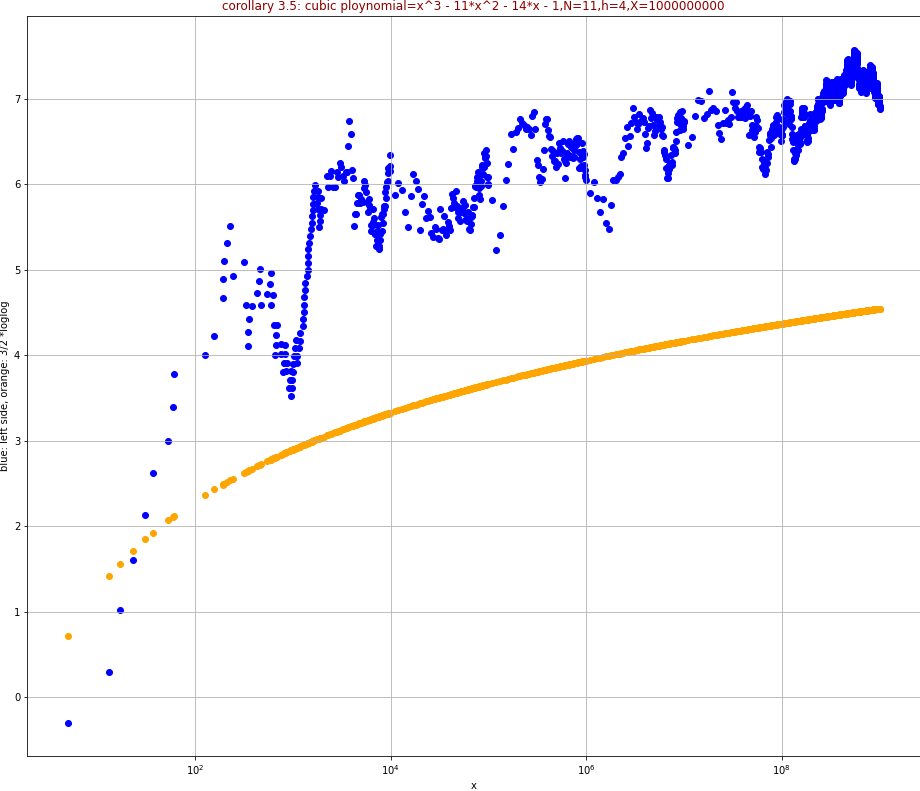 corollary 3.5: cubic ploynomial=x^3 - 11*x^2 - 14*x - 1,N=11,h=4,X=1000000000
7
6
5
4
3
2
1
0
blue: left side, orange: 3/2 *loglog
10^2 10^4 10^6 10^8
x